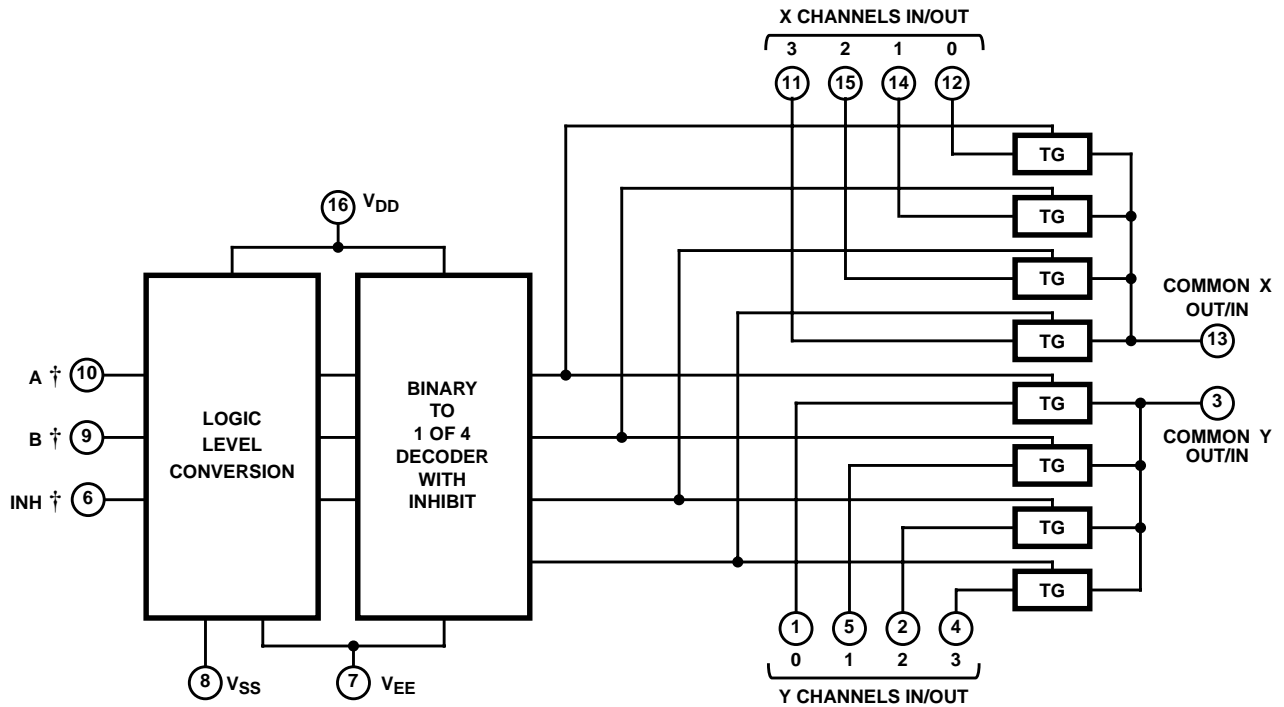 X CHANNELS IN/OUT
3 2 1 0
11 15 14 12
TG
TG
TG
TG
COMMON X
OUT/IN
13
16 VDD
A † 10
B † 9
INH † 6
LOGIC
LEVEL
CONVERSION
BINARY
TO
1 OF 4
DECODER
WITH
INHIBIT
TG
TG
TG
TG
3
COMMON Y
OUT/IN
8 VSS
7 VEE
1 5 2 4
0 1 2 3
Y CHANNELS IN/OUT